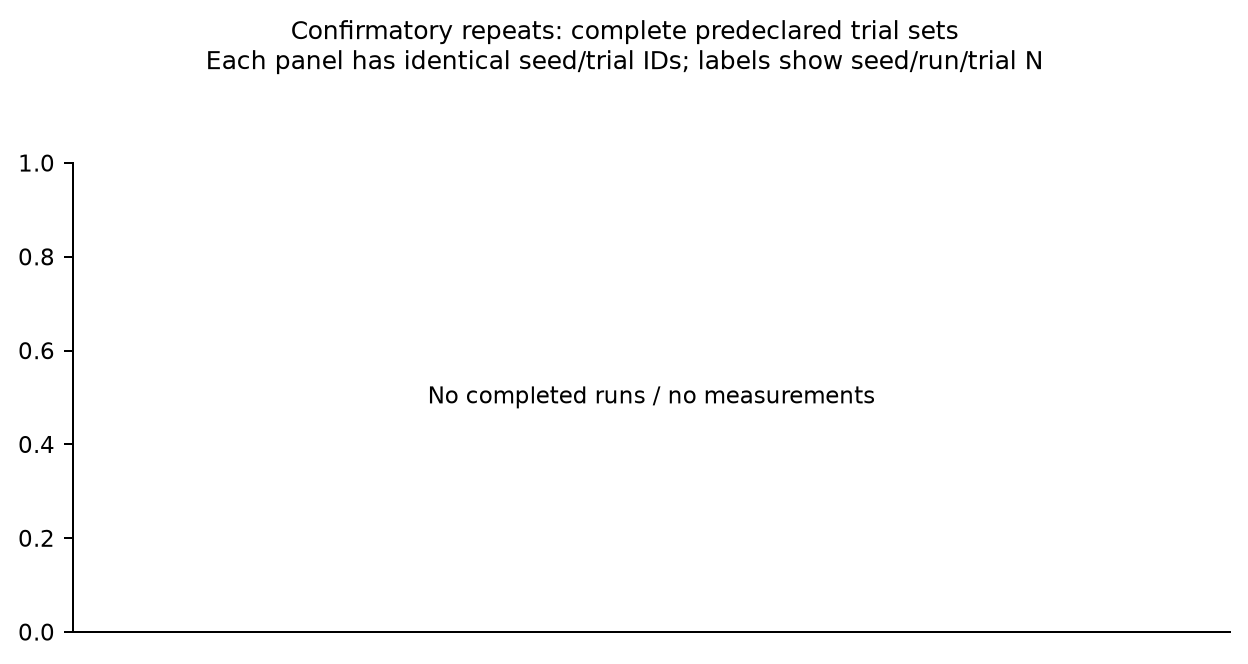 Confirmatory repeats: complete predeclared trial sets
Each panel has identical seed/trial IDs; labels show seed/run/trial N
1.0
0.8
0.6
No completed runs / no measurements
0.4
0.2
0.0